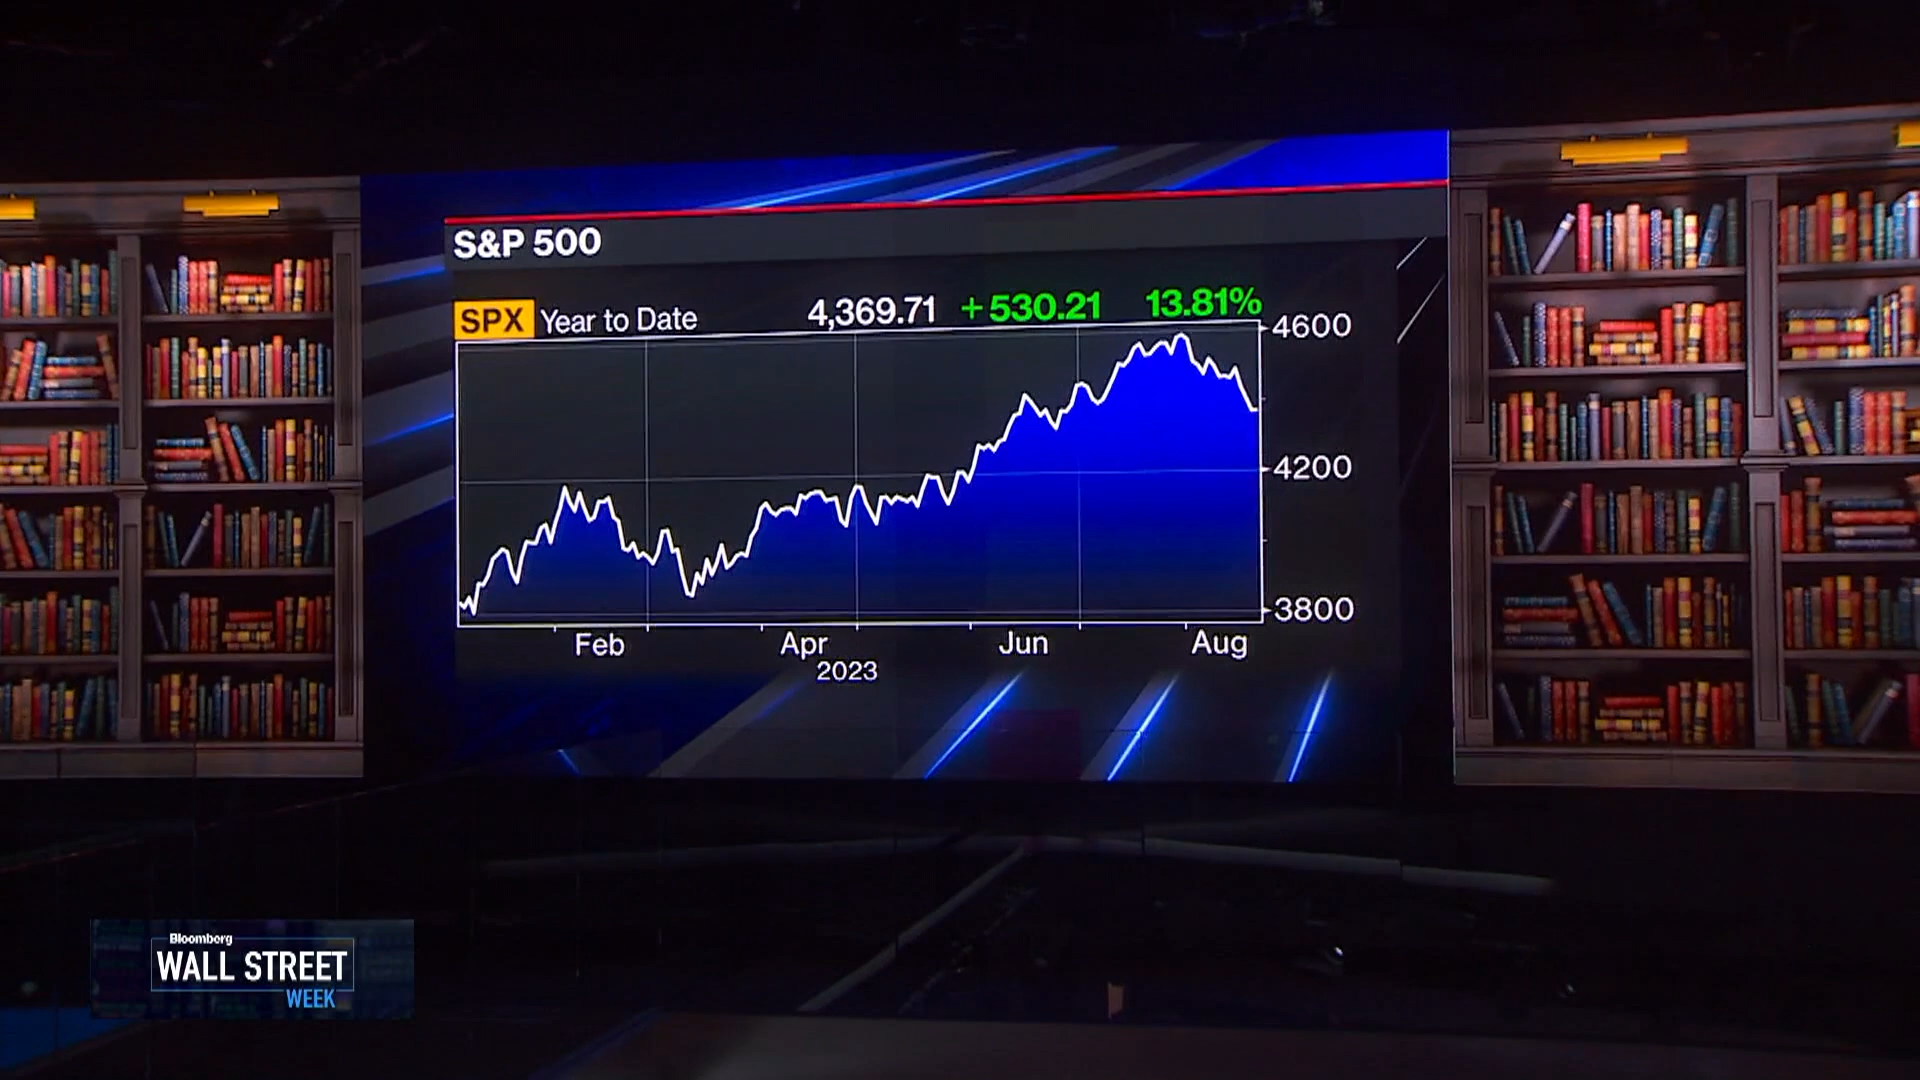 S&P 500
SPX Year to Date 4,369.71 +530.21 13.81%
4600
4200
3800
Feb Apr Jun Aug
2023
Bloomberg
WALL STREET
WEEK